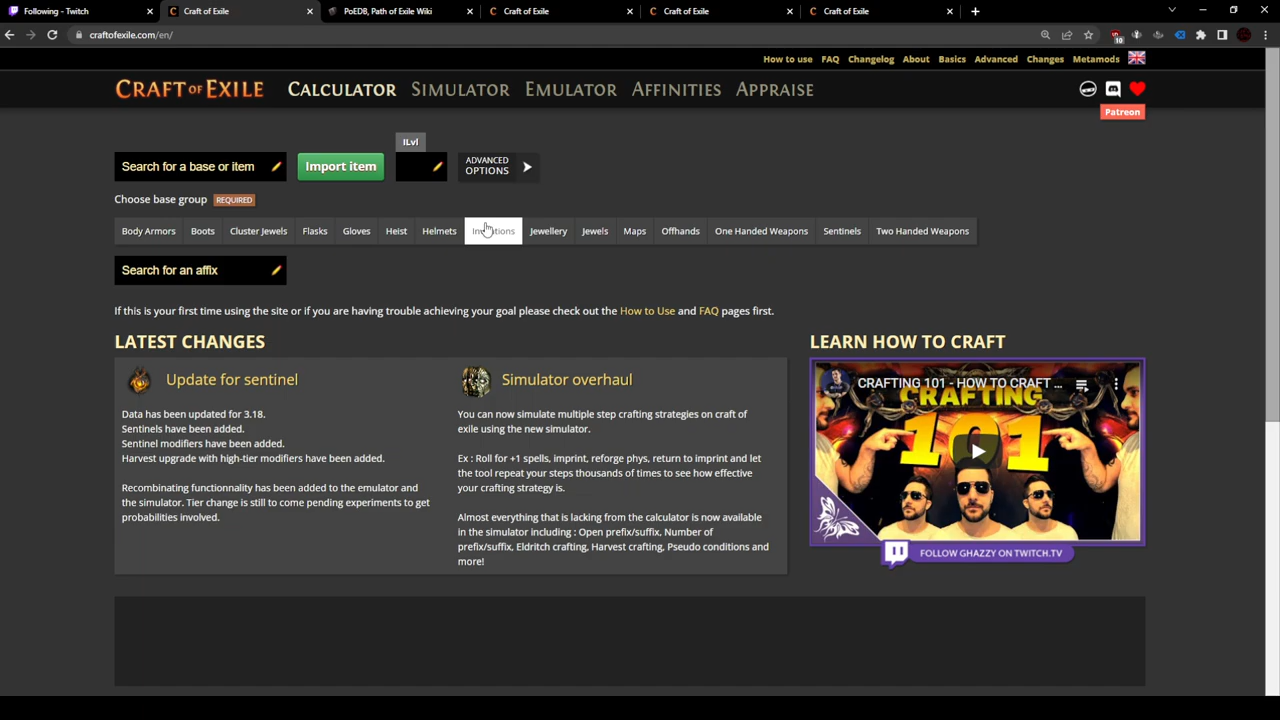 Following - Twitch
Craft of Exile
PoEDB, Path of Exile Wiki
Craft of Exile
Craft of Exile
Craft of Exile
craftofexile.com/en/
10
How to use FAQ Changelog About Basics Advanced Changes Metamods
CRAFT OF EXILE CALCULATOR SIMULATOR EMULATOR AFFINITIES APPRAISE
Patreon
ILvl
Search for a base or item
Import item
ADVANCED
OPTIONS
Choose base group REQUIRED
Body Armors Boots Cluster Jewels Flasks Gloves Heist Helmets Invitations Jewellery Jewels Maps Offhands One Handed Weapons Sentinels Two Handed Weapons
Search for an affix
If this is your first time using the site or if you are having trouble achieving your goal please check out the How to Use and FAQ pages first.
LATEST CHANGES
Update for sentinel
Data has been updated for 3.18.
Sentinels have been added.
Sentinel modifiers have been added.
Harvest upgrade with high-tier modifiers have been added.
Recombinating functionnality has been added to the emulator and
the simulator. Tier change is still to come pending experiments to get
probabilities involved.
Simulator overhaul
You can now simulate multiple step crafting strategies on craft of
exile using the new simulator.
Ex : Roll for +1 spells, imprint, reforge phys, return to imprint and let
the tool repeat your steps thousands of times to see how effective
your crafting strategy is.
Almost everything that is lacking from the calculator is now available
in the simulator including : Open prefix/suffix, Number of
prefix/suffix, Eldritch crafting, Harvest crafting, Pseudo conditions and
more!
LEARN HOW TO CRAFT
CRAFTING 101 - HOW TO CRAFT ...
CRAFTING
101
FOLLOW GHAZZY ON TWITCH.TV